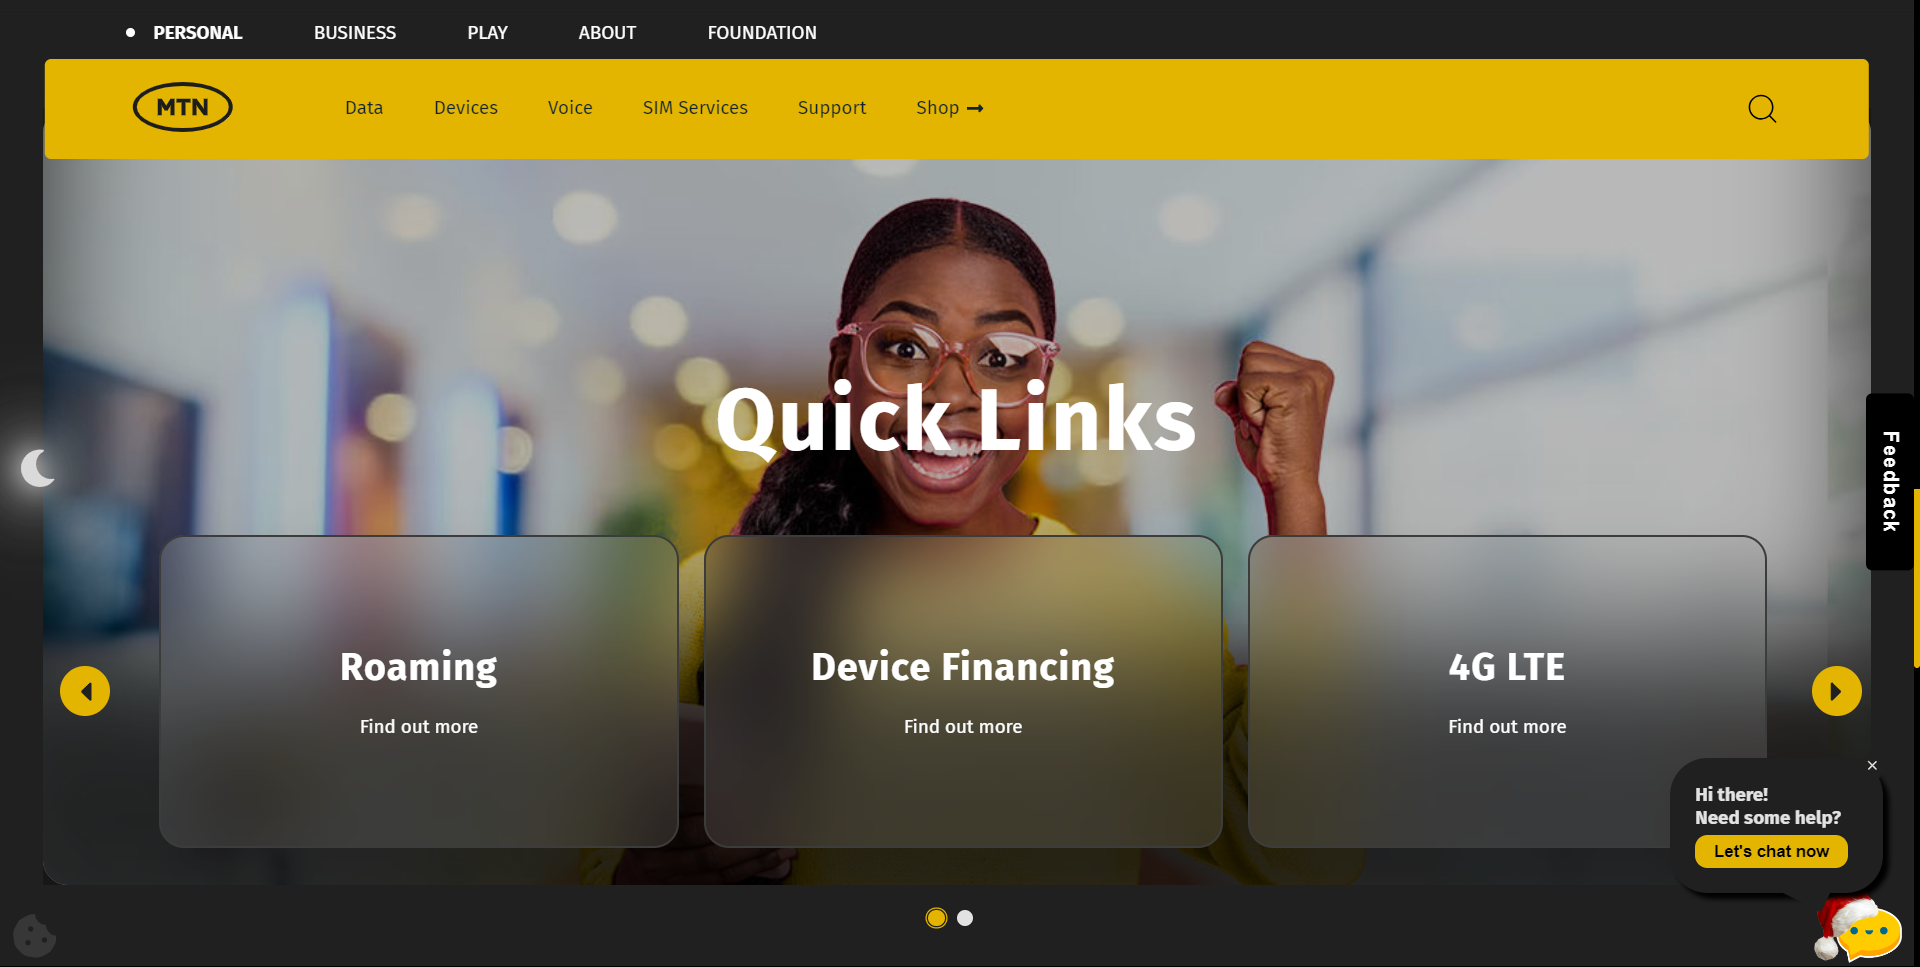 PERSONAL BUSINESS PLAY ABOUT FOUNDATION
MTN Data Devices Voice SIM Services Support Shop
Quick Links
Feedback
Roaming
Find out more
Device Financing
Find out more
4G LTE
Find out more
Hi there!
Need some help?
Let's chat now